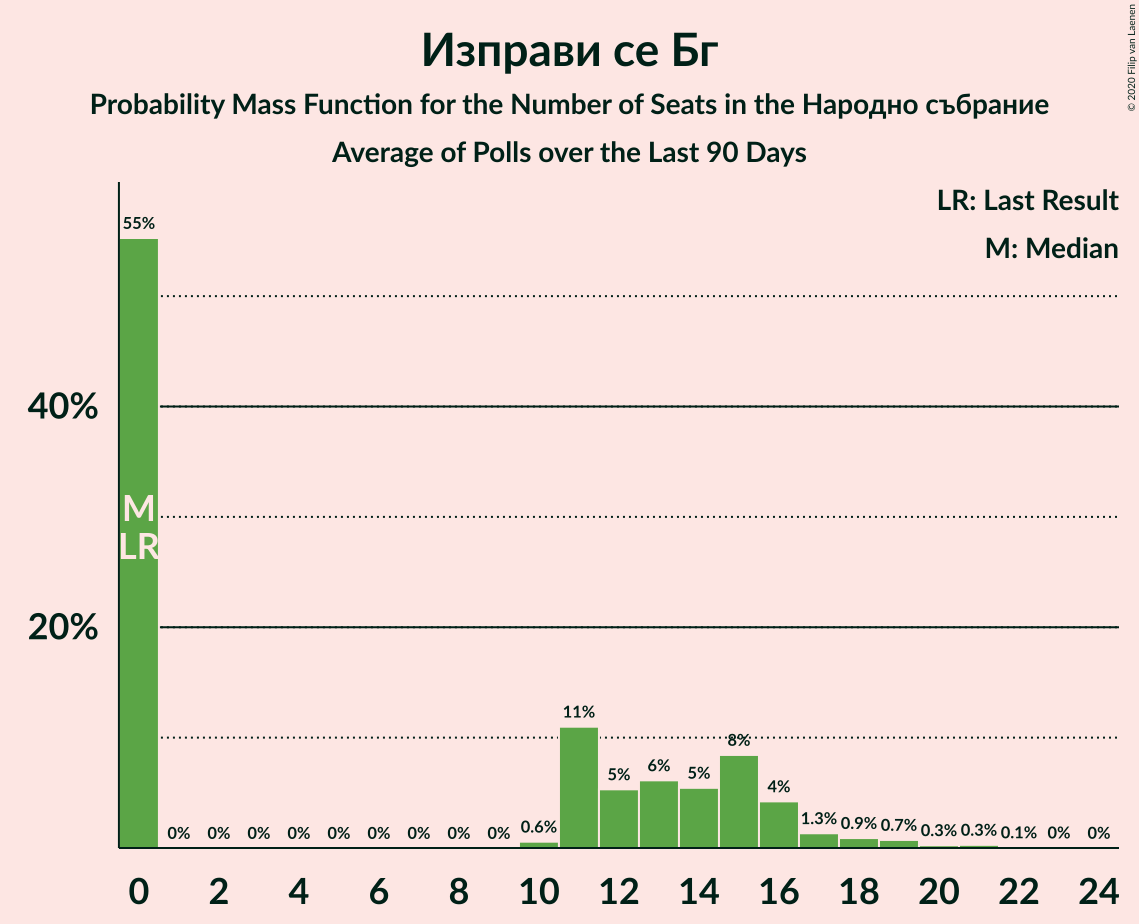 Изправи се Бг
Probability Mass Function for the Number of Seats in the Народно събрание
Average of Polls over the Last 90 Days
© 2020 Filip van Laenen
LR: Last Result
M: Median
55%
40%
20%
M
LR
0% 0% 0% 0% 0% 0% 0% 0% 0% 0.6% 11% 5% 6% 5% 8% 4% 1.3% 0.9% 0.7% 0.3% 0.3% 0.1% 0% 0%
0 2 4 6 8 10 12 14 16 18 20 22 24